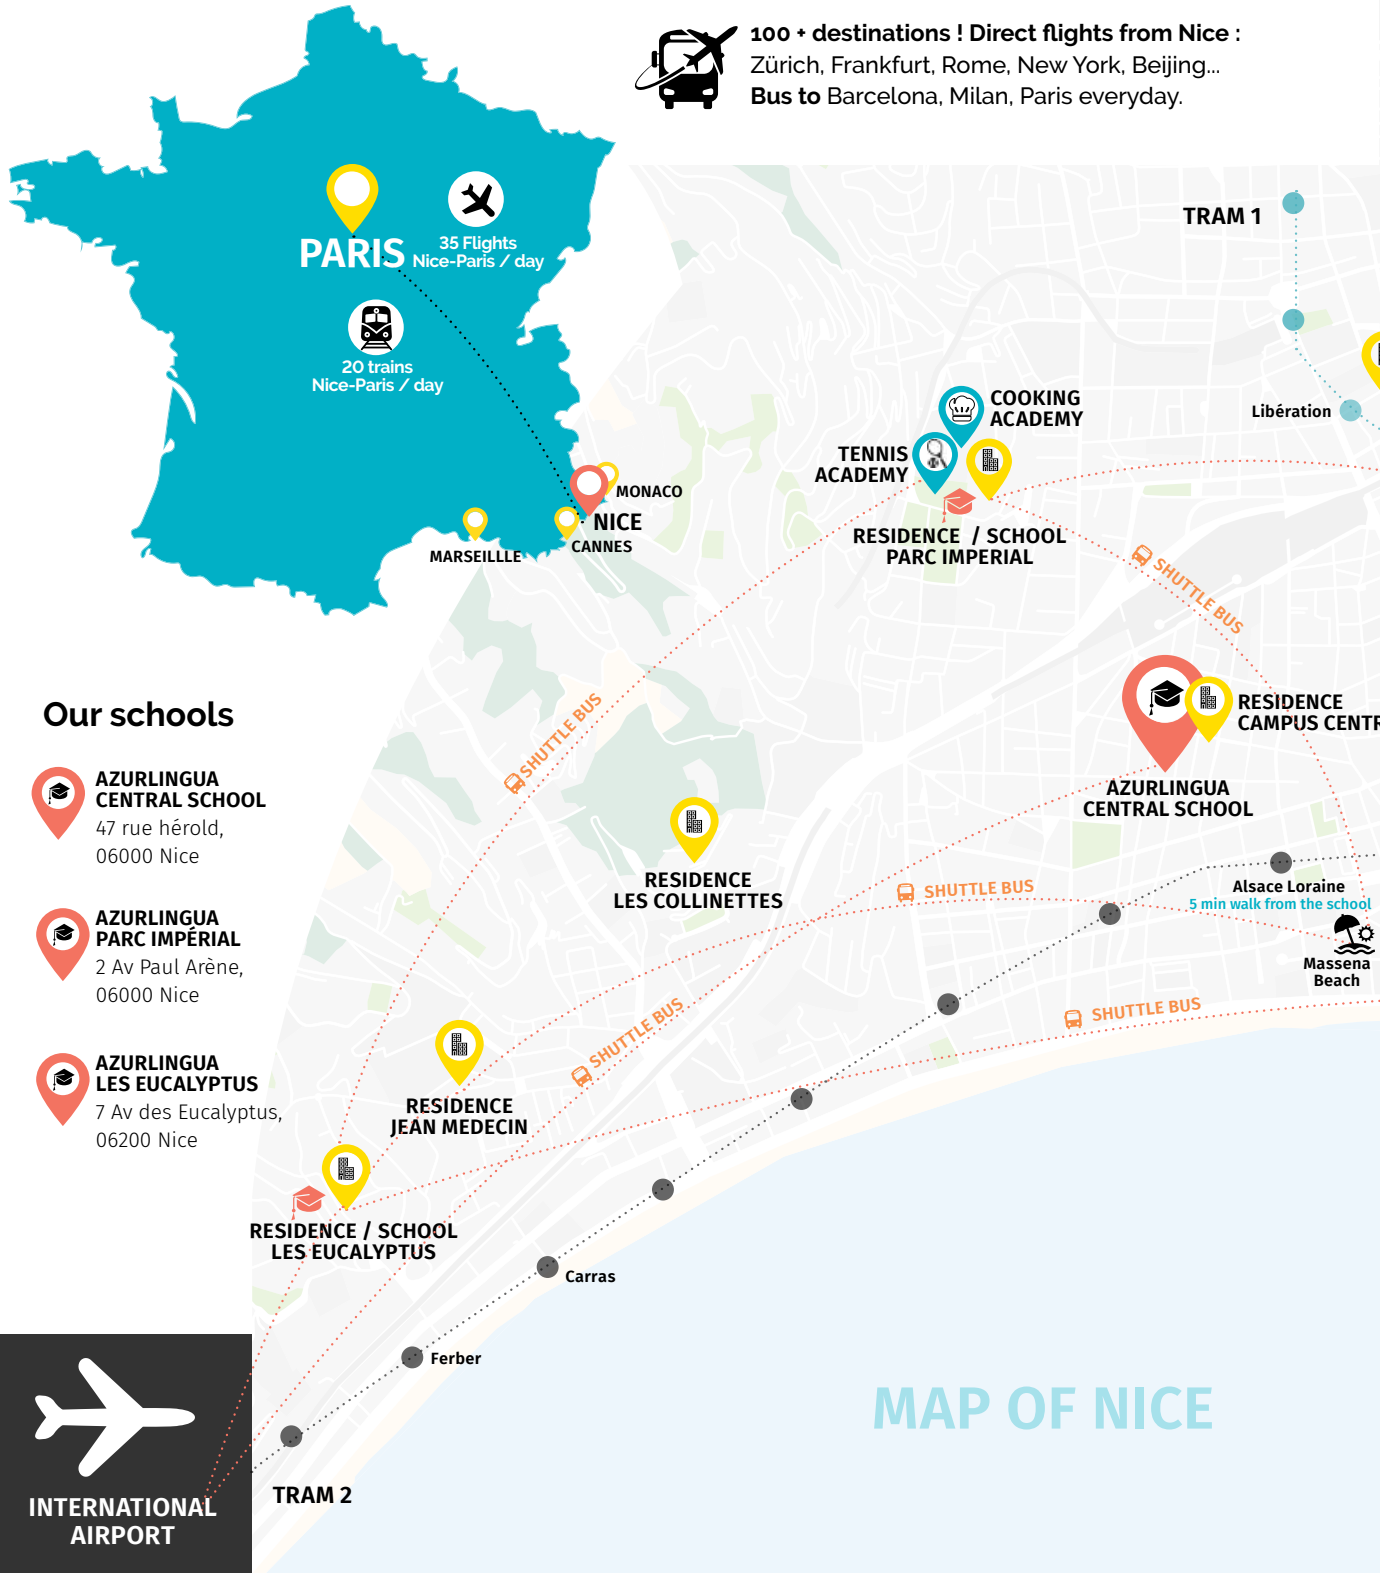 100 + destinations ! Direct flights from Nice :
Zürich, Frankfurt, Rome, New York, Beijing...
Bus to Barcelona, Milan, Paris everyday.
PARIS
35 Flights
Nice-Paris / day
20 trains
Nice-Paris / day
MONACO
NICE
CANNES
MARSEILLLE
TRAM 1
Libération
COOKING
ACADEMY
TENNIS
ACADEMY
RESIDENCE / SCHOOL
PARC IMPERIAL
SHUTTLE BUS
RESIDENCE
CAMPUS CENTR
AZURLINGUA
CENTRAL SCHOOL
SHUTTLE BUS
RESIDENCE
LES COLLINETTES
SHUTTLE BUS
Alsace Loraine
5 min walk from the school
Massena
Beach
SHUTTLE BUS
SHUTTLE BUS
Our schools
AZURLINGUA
CENTRAL SCHOOL
47 rue hérold,
06000 Nice
AZURLINGUA
PARC IMPÉRIAL
2 Av Paul Arène,
06000 Nice
AZURLINGUA
LES EUCALYPTUS
7 Av des Eucalyptus,
06200 Nice
RESIDENCE
JEAN MEDECIN
RESIDENCE / SCHOOL
LES EUCALYPTUS
Carras
Ferber
MAP OF NICE
TRAM 2
INTERNATIONAL
AIRPORT